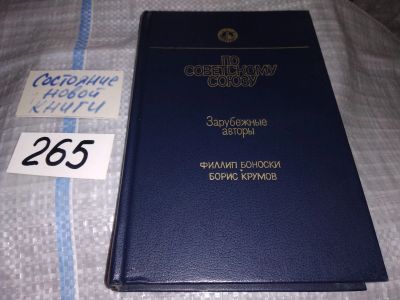 Состояние
новой
книги
265
ПО
СОВЕТСКОМУ
СОЮЗУ
Зарубежные
авторы
ФИЛЛИП БОНОСКИ
БОРИС КРУМОВ